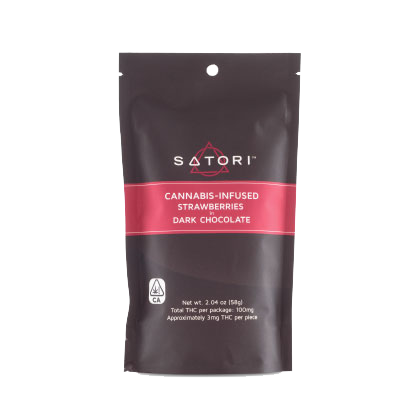 SATORI™
CANNABIS-INFUSED
STRAWBERRIES
in
DARK CHOCOLATE
CA
Net wt. 2.04 oz (58g)
Total THC per package: 100mg
Approximately 3mg THC per piece